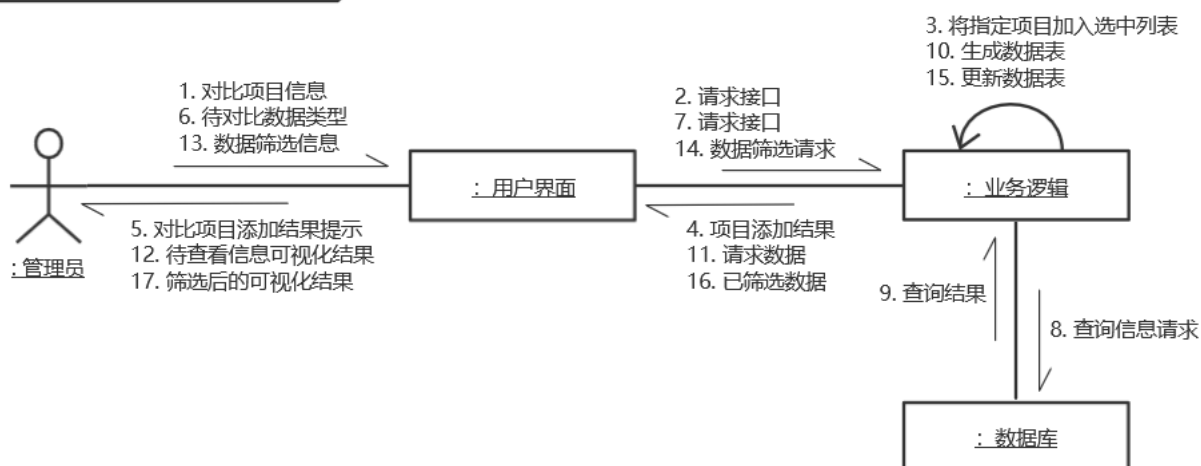 3. 将指定项目加入选中列表
10. 生成数据表
15. 更新数据表
1. 对比项目信息
6. 待对比数据类型
13. 数据筛选信息
2. 请求接口
7. 请求接口
14. 数据筛选请求
: 用户界面
: 业务逻辑
: 管理员
5. 对比项目添加结果提示
12. 待查看信息可视化结果
17. 筛选后的可视化结果
4. 项目添加结果
11. 请求数据
16. 已筛选数据
9. 查询结果
8. 查询信息请求
: 数据库